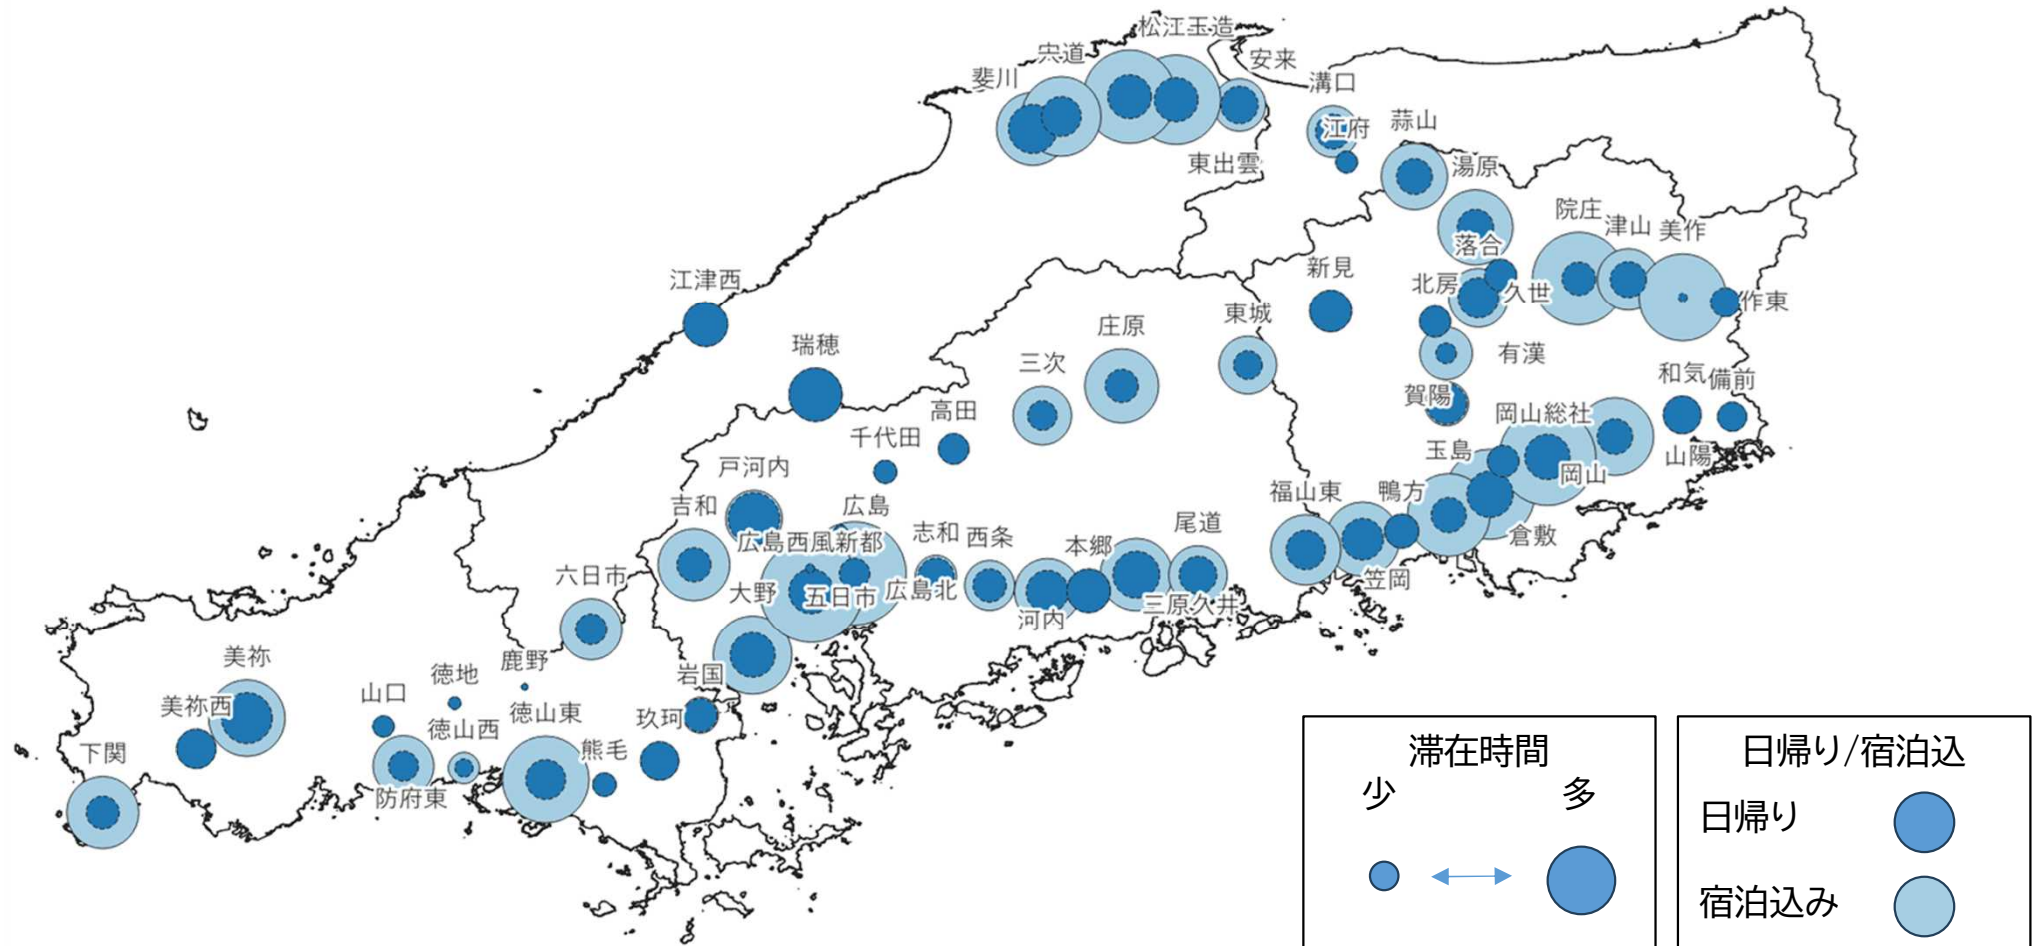 松江玉造
宍道
安来
斐川
溝口
江府
蒜山
東出雲
湯原
院庄
津山
美作
落合
新見
江津西
北房
久世
作東
東城
庄原
瑞穂
三次
有漢
和気
備前
賀陽
高田
岡山総社
千代田
玉島
山陽
戸河内
岡山
福山東
鴨方
吉和
広島
尾道
志和
西条
倉敷
広島西風新都
本郷
六日市
大野
五日市
広島北
笠岡
三原久井
河内
美祢
鹿野
岩国
徳地
山口
美祢西
徳山東
玖珂
徳山西
下関
熊毛
防府東
滞在時間
少
多
日帰り/宿泊込
日帰り
宿泊込み